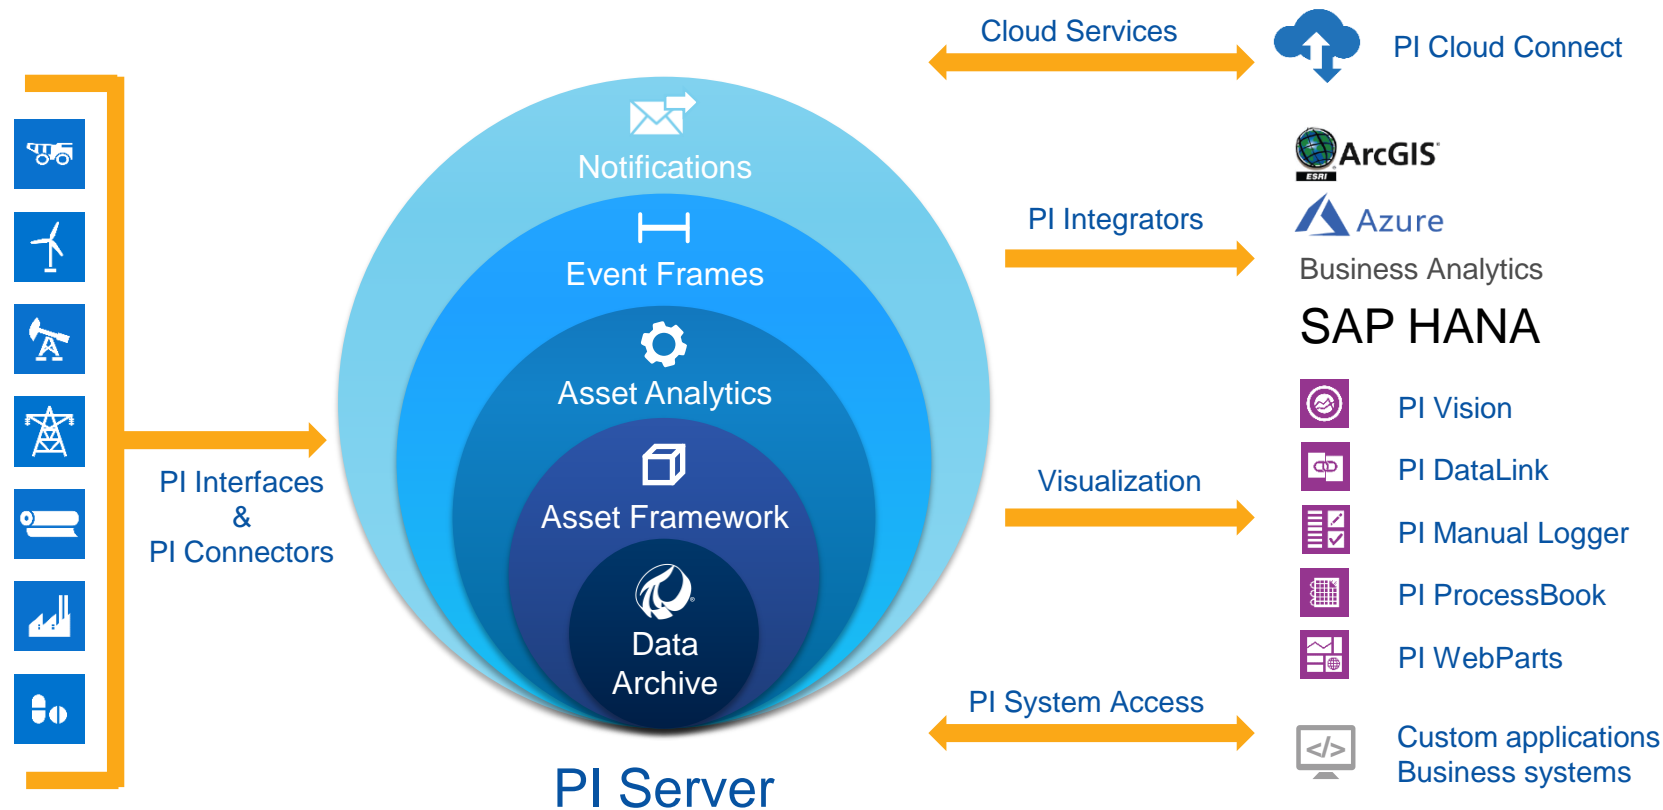 Cloud Services
PI Cloud Connect
Notifications
ArcGIS
ESRI
PI Integrators
Azure
Event Frames
Business Analytics
SAP HANA
Asset Analytics
PI Vision
PI Interfaces
&
PI Connectors
Visualization
PI DataLink
Asset Framework
PI Manual Logger
PI ProcessBook
Data
Archive
PI WebParts
PI System Access
</>
Custom applications
Business systems
PI Server